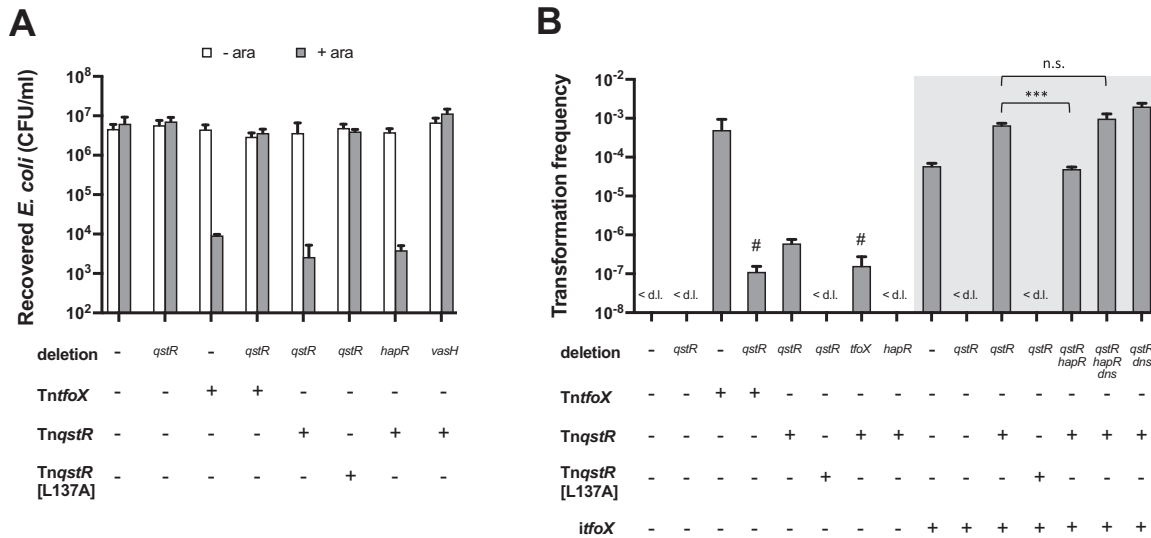 A
- ara + ara
Recovered E. coli (CFU/ml)
10^8
10^7
10^6
10^5
10^4
10^3
10^2
deletion - qstR - qstR qstR qstR hapR vasH
TntfoX - - + + - - - -
TnqstR - - - - + - + +
TnqstR
[L137A] - - - - - + - -
B
Transformation frequency
10^-2
10^-3
10^-4
10^-5
10^-6
10^-7
10^-8
n.s.
***
# #
< d.l. < d.l. < d.l. < d.l. < d.l. < d.l.
deletion - qstR - qstR qstR qstR tfoX hapR - qstR qstR qstR qstR qstR qstR
hapR hapR dns
dns
TntfoX - - + + - - - - - - - - - - -
TnqstR - - - - + - + + - - + - + + +
TnqstR
[L137A] - - - - - + - - - - - + - - -
itfoX - - - - - - - - + + + + + + +